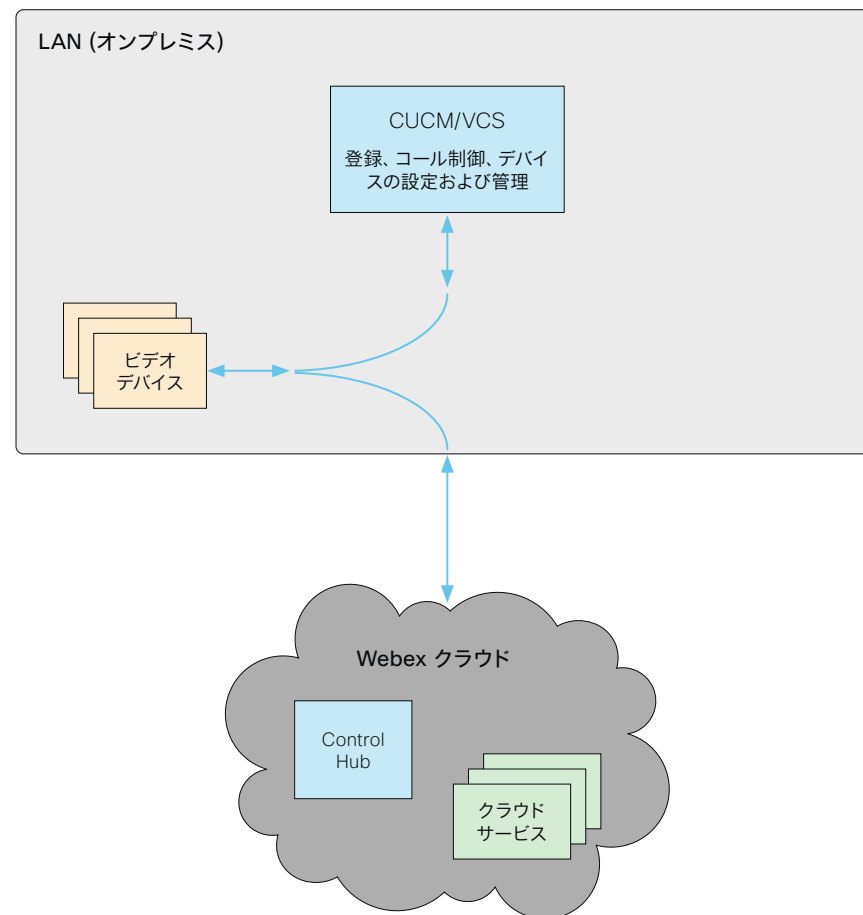 LAN (オンプレミス)
CUCM/VCS
登録、コール制御、デバイ
スの設定および管理
ビデオ
デバイス
Webex クラウド
Control
Hub
クラウド
サービス